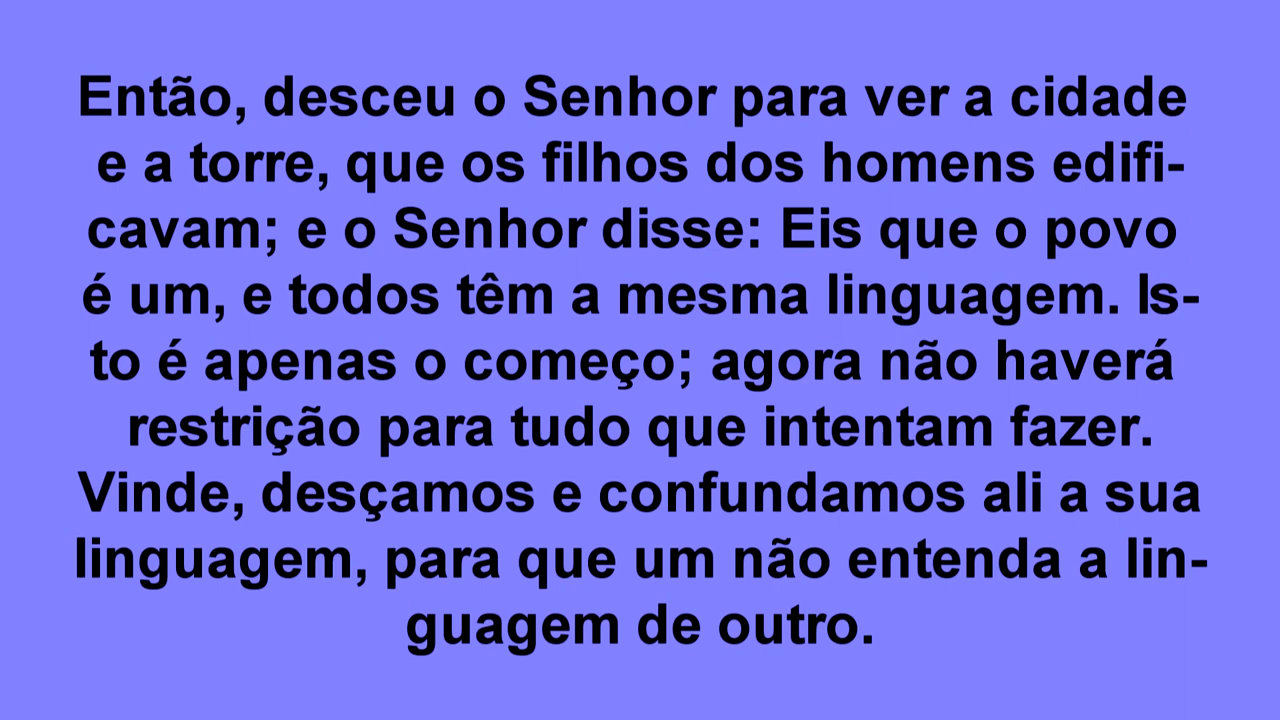 Então, desceu o Senhor para ver a cidade
e a torre, que os filhos dos homens edifi-
cavam; e o Senhor disse: Eis que o povo
é um, e todos têm a mesma linguagem. Is-
to é apenas o começo; agora não haverá
restrição para tudo que intentam fazer.
Vinde, desçamos e confundamos ali a sua
linguagem, para que um não entenda a lin-
guagem de outro.